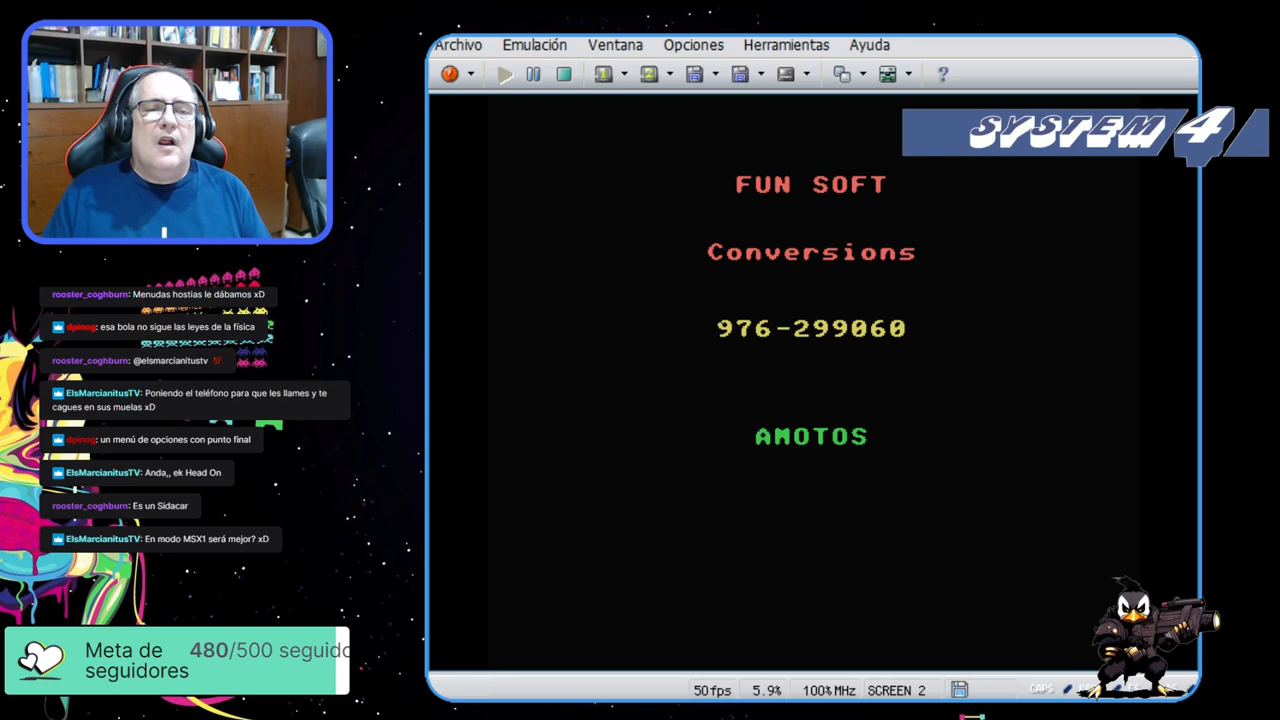 Archivo Emulación Ventana Opciones Herramientas Ayuda
SYSTEM 4
FUN SOFT
Conversions
976-299060
AMOTOS
rooster_coghburn: Menudas hostias le dábamos xD
dpinog: esa bola no sigue las leyes de la física
rooster_coghburn: @elsmarcianitustv 💯
ElsMarcianitusTV: Poniendo el teléfono para que les llames y te
cagues en sus muelas xD
dpinog: un menú de opciones con punto final
ElsMarcianitusTV: Anda,, ek Head On
rooster_coghburn: Es un Sidacar
ElsMarcianitusTV: En modo MSX1 será mejor? xD
Meta de
seguidores
480/500 seguido
50fps 5.9% 100% MHz SCREEN 2
CAPS